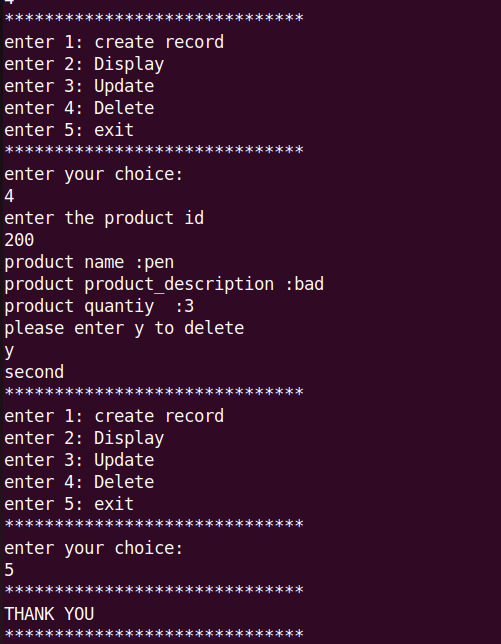 4
******************************
enter 1: create record
enter 2: Display
enter 3: Update
enter 4: Delete
enter 5: exit
******************************
enter your choice:
4
enter the product id
200
product name :pen
product product_description :bad
product quantiy  :3
please enter y to delete
y
second
******************************
enter 1: create record
enter 2: Display
enter 3: Update
enter 4: Delete
enter 5: exit
******************************
enter your choice:
5
******************************
THANK YOU
******************************